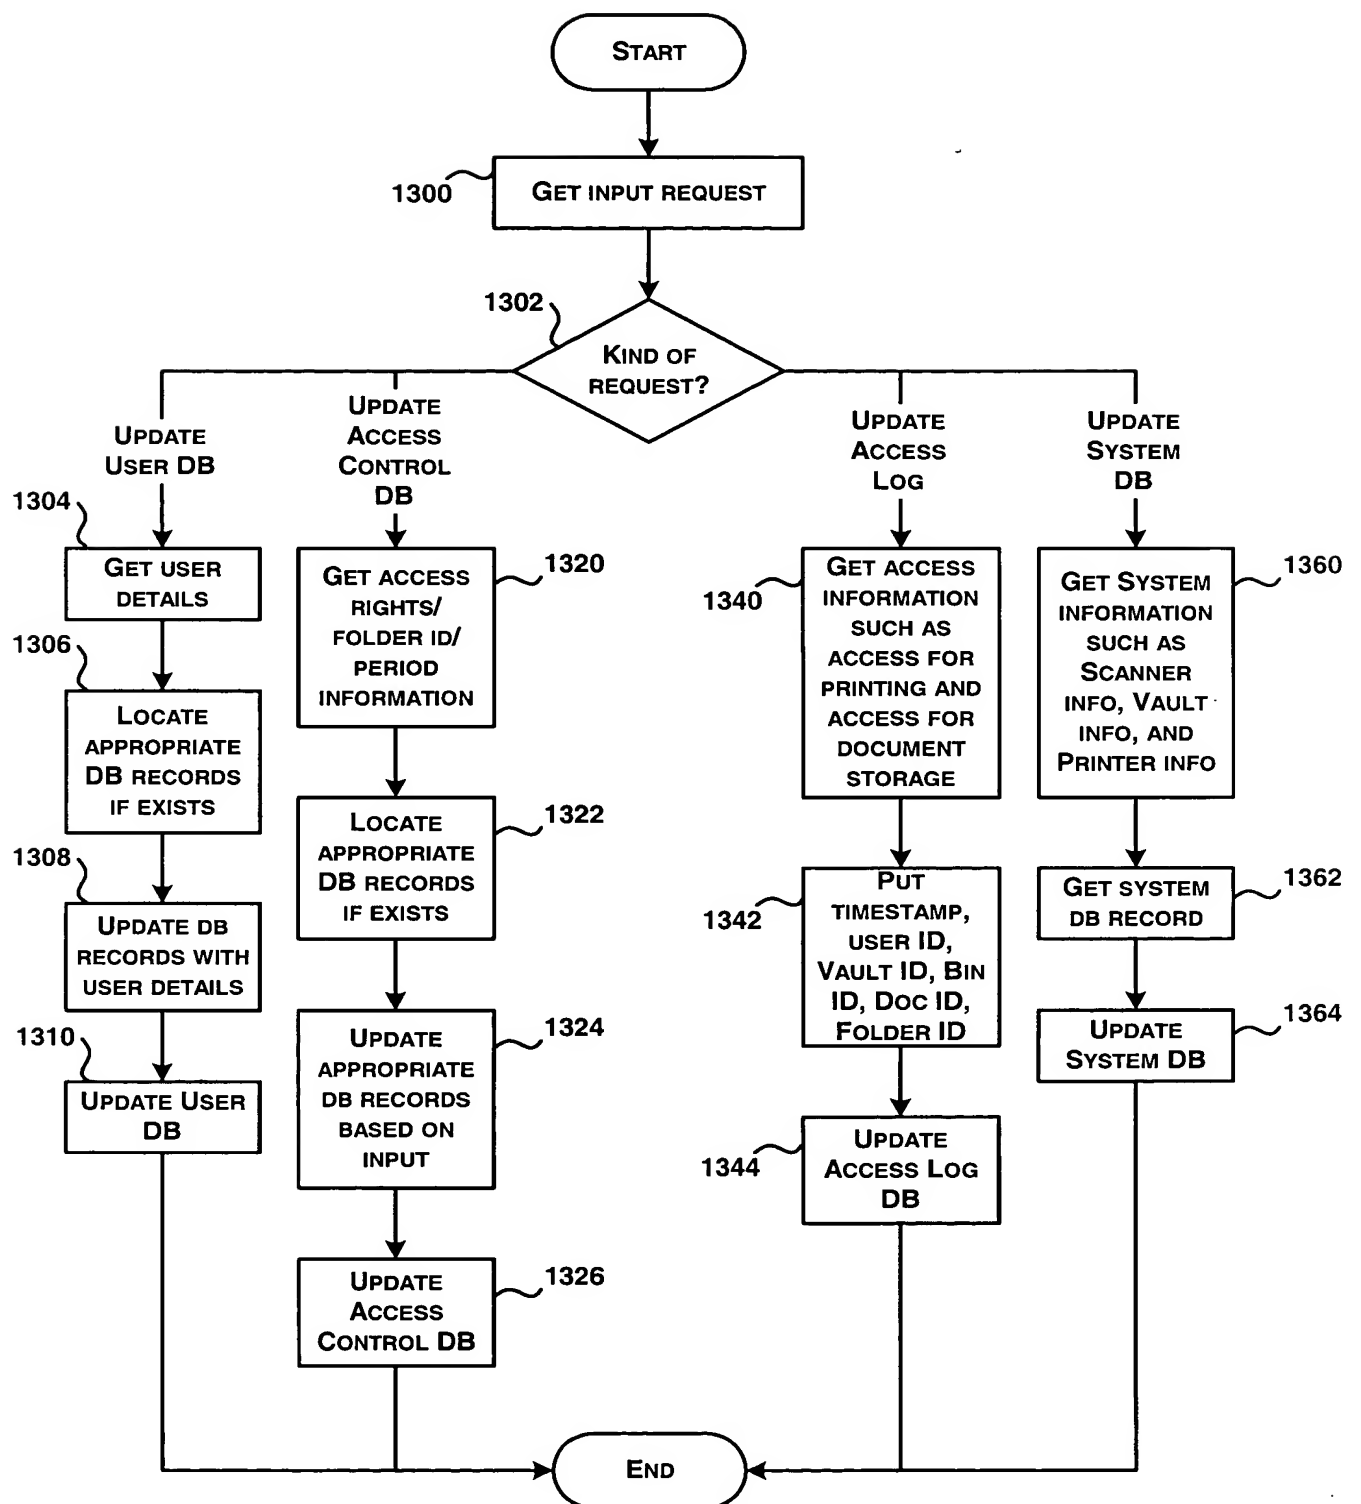 START
1300
GET INPUT REQUEST
1302
KIND OF
REQUEST?
UPDATE
USER DB
1304
GET USER
DETAILS
1306
LOCATE
APPROPRIATE
DB RECORDS
IF EXISTS
1308
UPDATE DB
RECORDS WITH
USER DETAILS
1310
UPDATE USER
DB
UPDATE
ACCESS
CONTROL
DB
1320
GET ACCESS
RIGHTS/
FOLDER ID/
PERIOD
INFORMATION
1322
LOCATE
APPROPRIATE
DB RECORDS
IF EXISTS
1324
UPDATE
APPROPRIATE
DB RECORDS
BASED ON
INPUT
1326
UPDATE
ACCESS
CONTROL DB
UPDATE
ACCESS
LOG
1340
GET ACCESS
INFORMATION
SUCH AS
ACCESS FOR
PRINTING AND
ACCESS FOR
DOCUMENT
STORAGE
1342
PUT
TIMESTAMP,
USER ID,
VAULT ID, BIN
ID, DOC ID,
FOLDER ID
1344
UPDATE
ACCESS LOG
DB
UPDATE
SYSTEM
DB
1360
GET SYSTEM
INFORMATION
SUCH AS
SCANNER
INFO, VAULT
INFO, AND
PRINTER INFO
1362
GET SYSTEM
DB RECORD
1364
UPDATE
SYSTEM DB
END